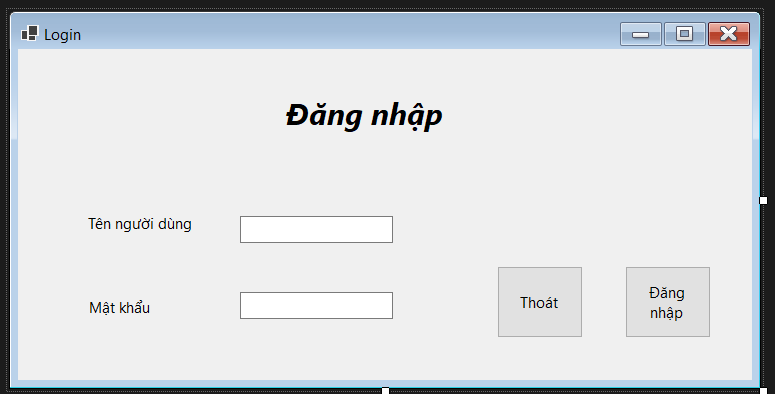 Login
Đăng nhập
Tên người dùng
Mật khẩu
Thoát
Đăng
nhập